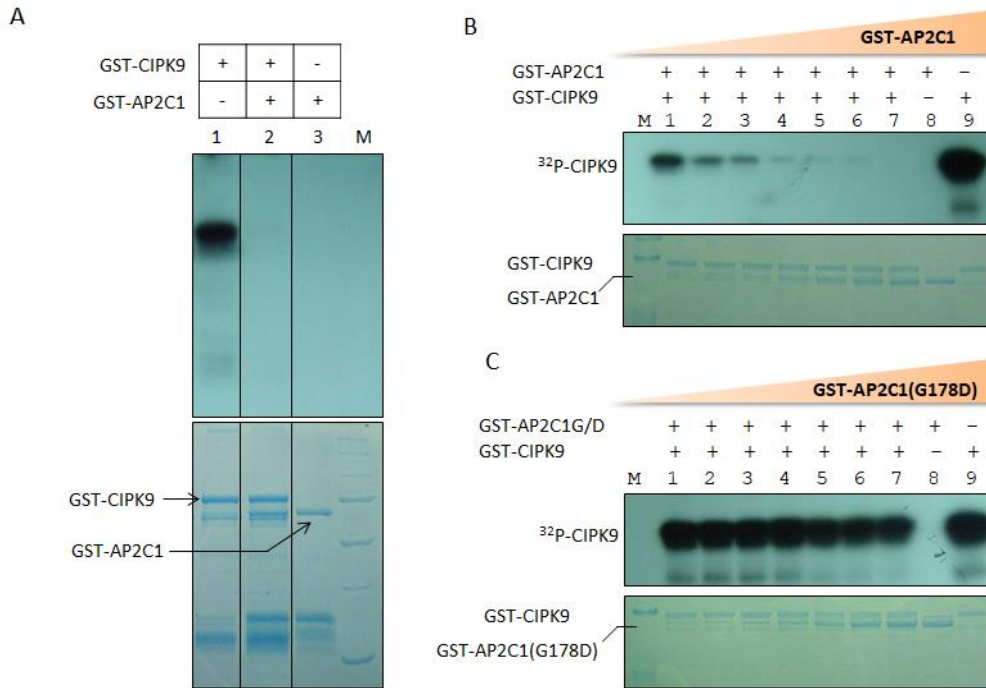 A
GST-CIPK9 + + -
GST-AP2C1 - + +
1 2 3 M
GST-CIPK9
GST-AP2C1
B
GST-AP2C1
GST-AP2C1 + + + + + + + + −
GST-CIPK9 + + + + + + + − +
M 1 2 3 4 5 6 7 8 9
32P-CIPK9
GST-CIPK9
GST-AP2C1
C
GST-AP2C1(G178D)
GST-AP2C1G/D + + + + + + + + −
GST-CIPK9 + + + + + + + − +
M 1 2 3 4 5 6 7 8 9
32P-CIPK9
GST-CIPK9
GST-AP2C1(G178D)